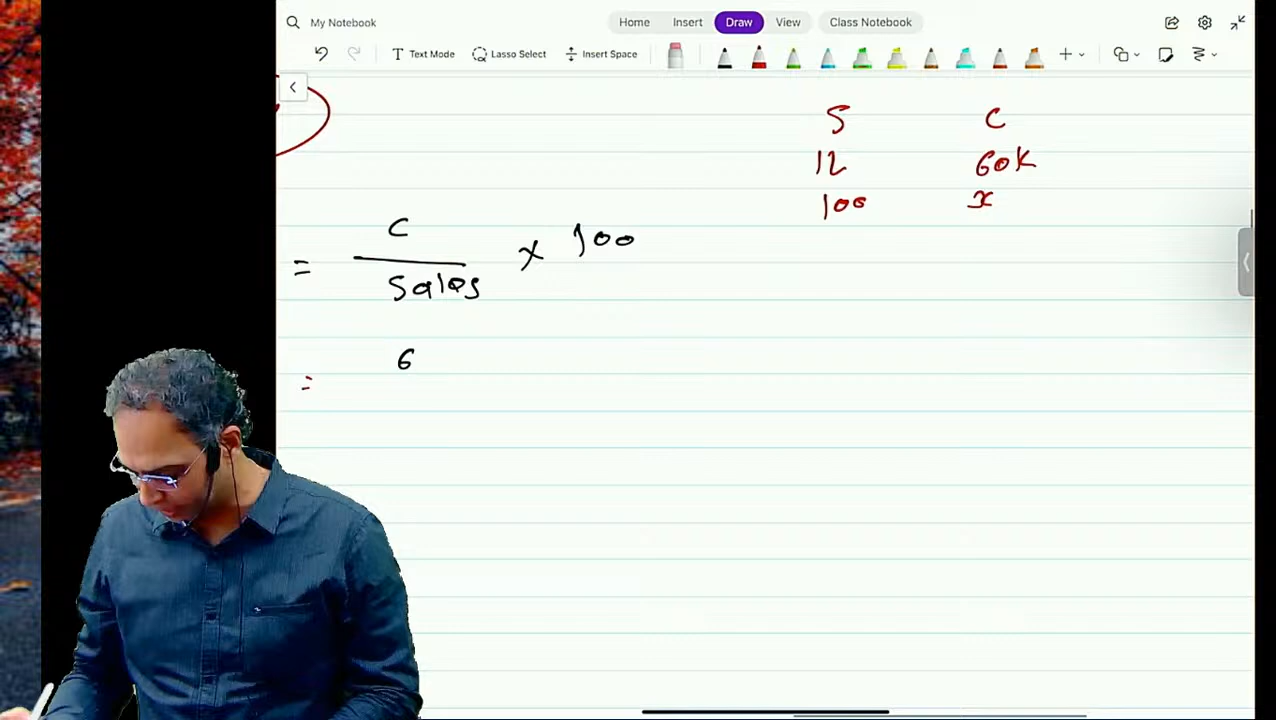 My Notebook Home Insert Draw View Class Notebook
Text Mode Lasso Select Insert Space
S C
12 60K
100 x
= C / Sales × 100
= 6